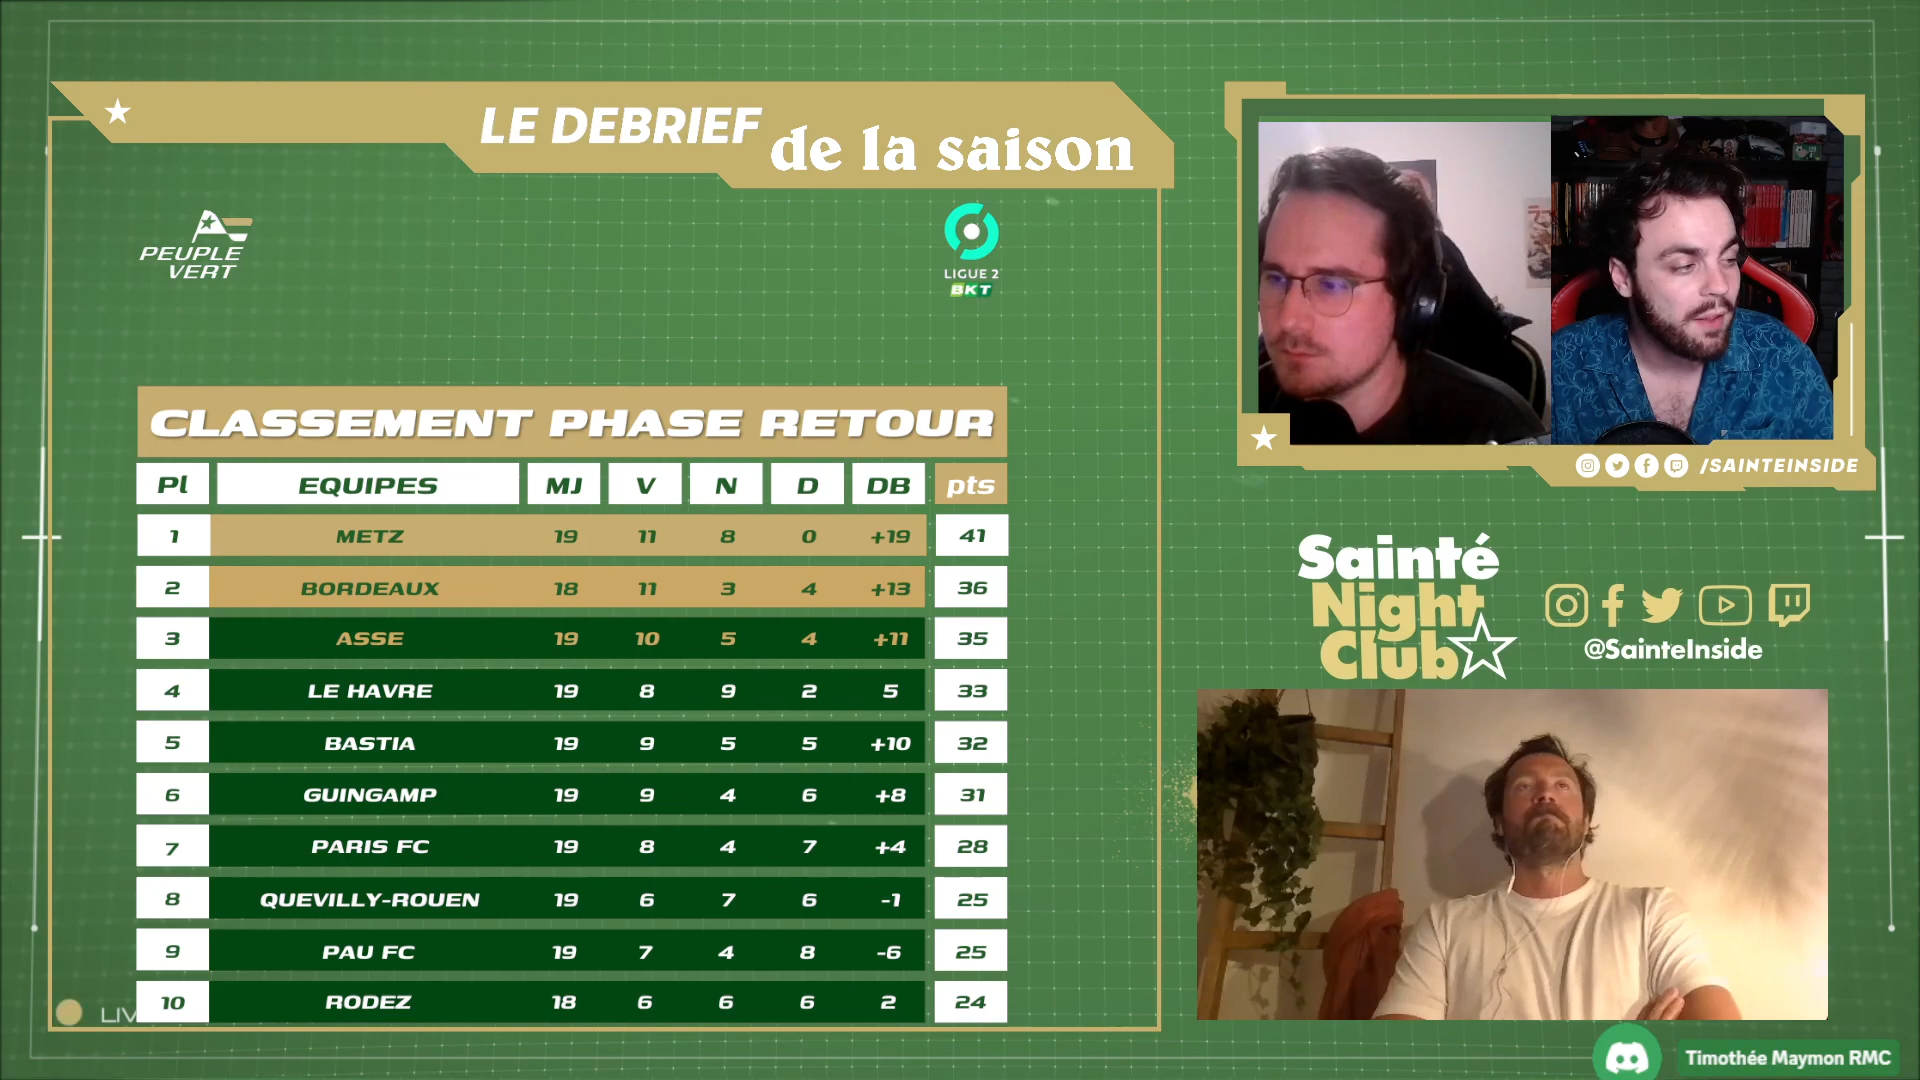 LE DEBRIEF de la saison
PEUPLE
VERT
LIGUE 2
BKT
CLASSEMENT PHASE RETOUR
Pl EQUIPES MJ V N D DB pts
1 METZ 19 11 8 0 +19 41
2 BORDEAUX 18 11 3 4 +13 36
3 ASSE 19 10 5 4 +11 35
4 LE HAVRE 19 8 9 2 5 33
5 BASTIA 19 9 5 5 +10 32
6 GUINGAMP 19 9 4 6 +8 31
7 PARIS FC 19 8 4 7 +4 28
8 QUEVILLY-ROUEN 19 6 7 6 -1 25
9 PAU FC 19 7 4 8 -6 25
10 RODEZ 18 6 6 6 2 24
LIV
/SAINTEINSIDE
Sainté
Night
Club
@SainteInside
Timothée Maymon RMC